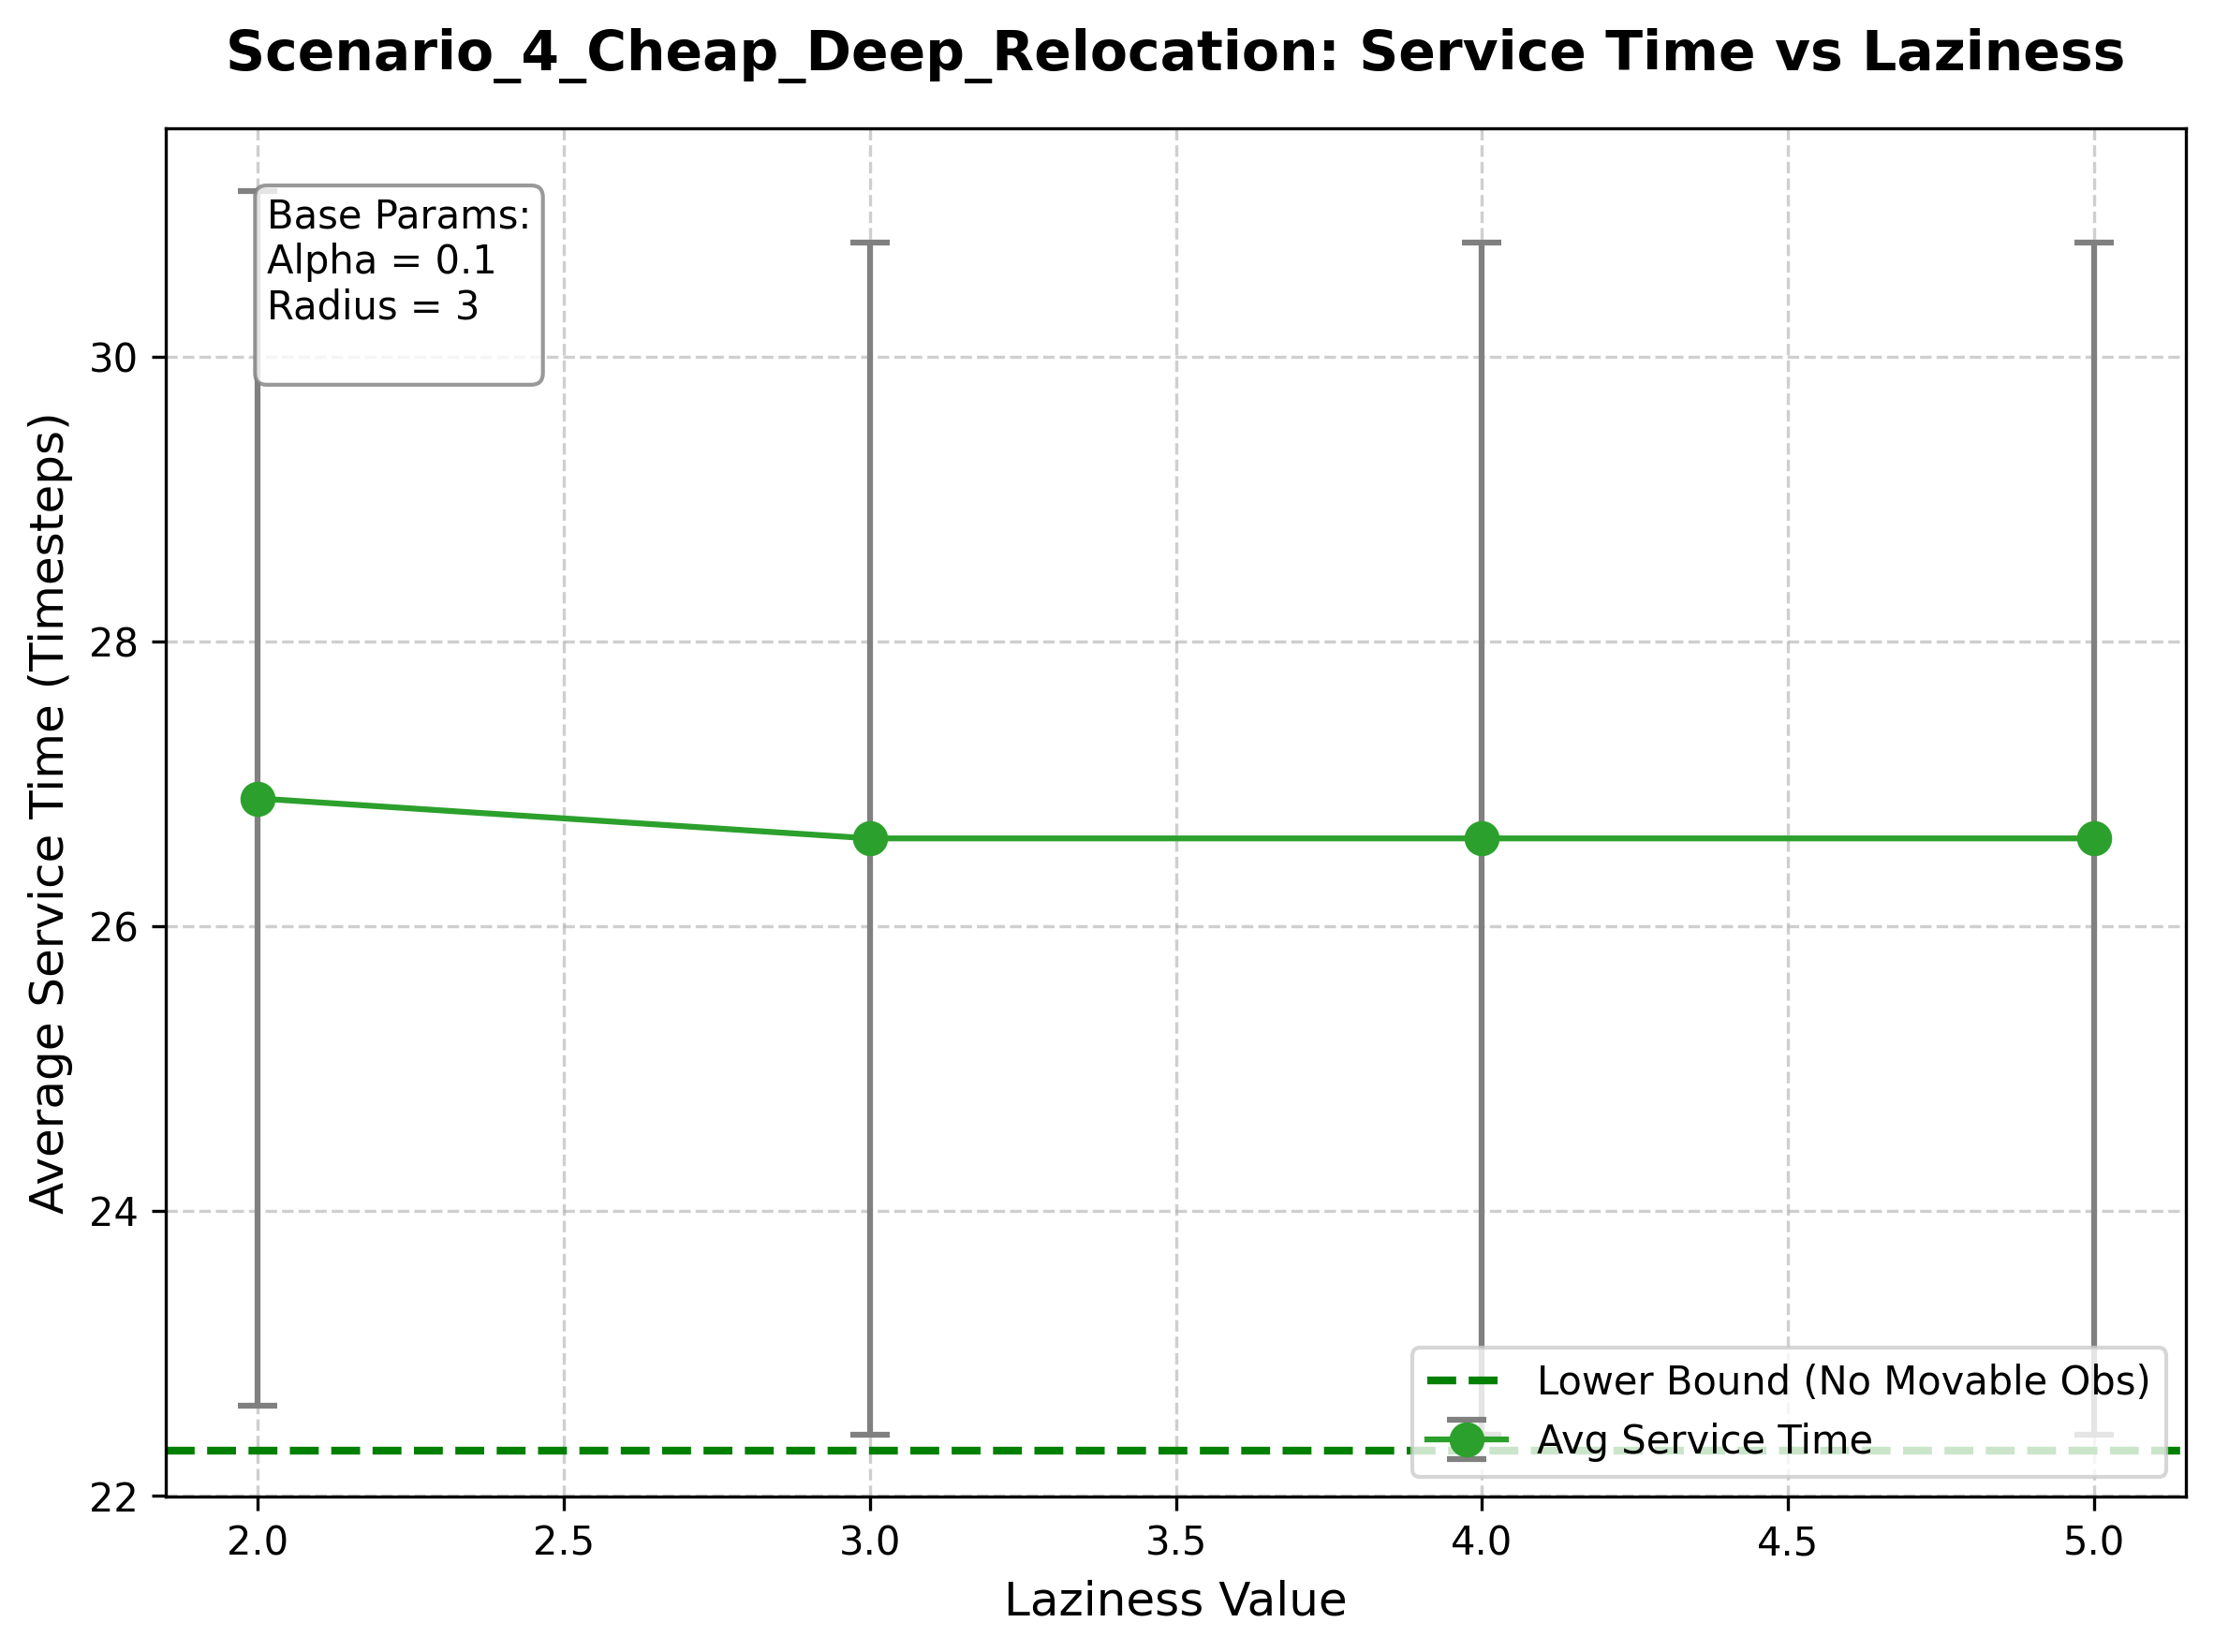 Scenario_4_Cheap_Deep_Relocation: Service Time vs Laziness
Base Params:
Alpha = 0.1
Radius = 3
Average Service Time (Timesteps)
30
28
26
24
22
Lower Bound (No Movable Obs)
Avg Service Time
2.0 2.5 3.0 3.5 4.0 4.5 5.0
Laziness Value